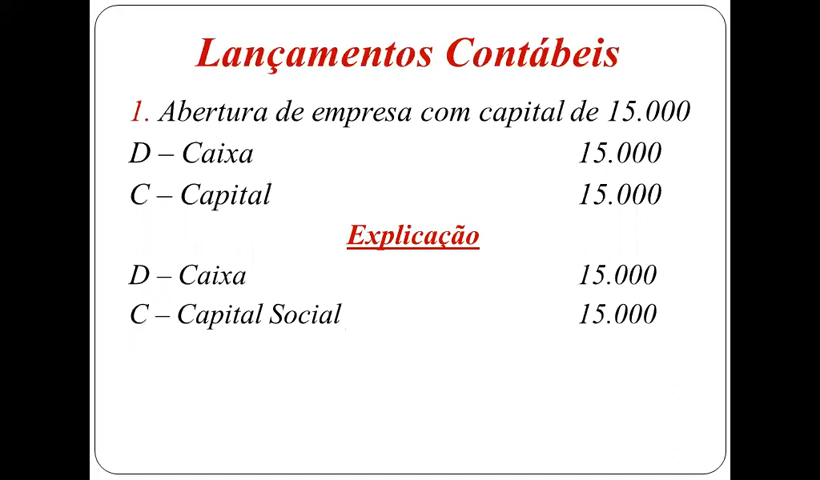 Lançamentos Contábeis
1. Abertura de empresa com capital de 15.000
D – Caixa 15.000
C – Capital 15.000
Explicação
D – Caixa 15.000
C – Capital Social 15.000